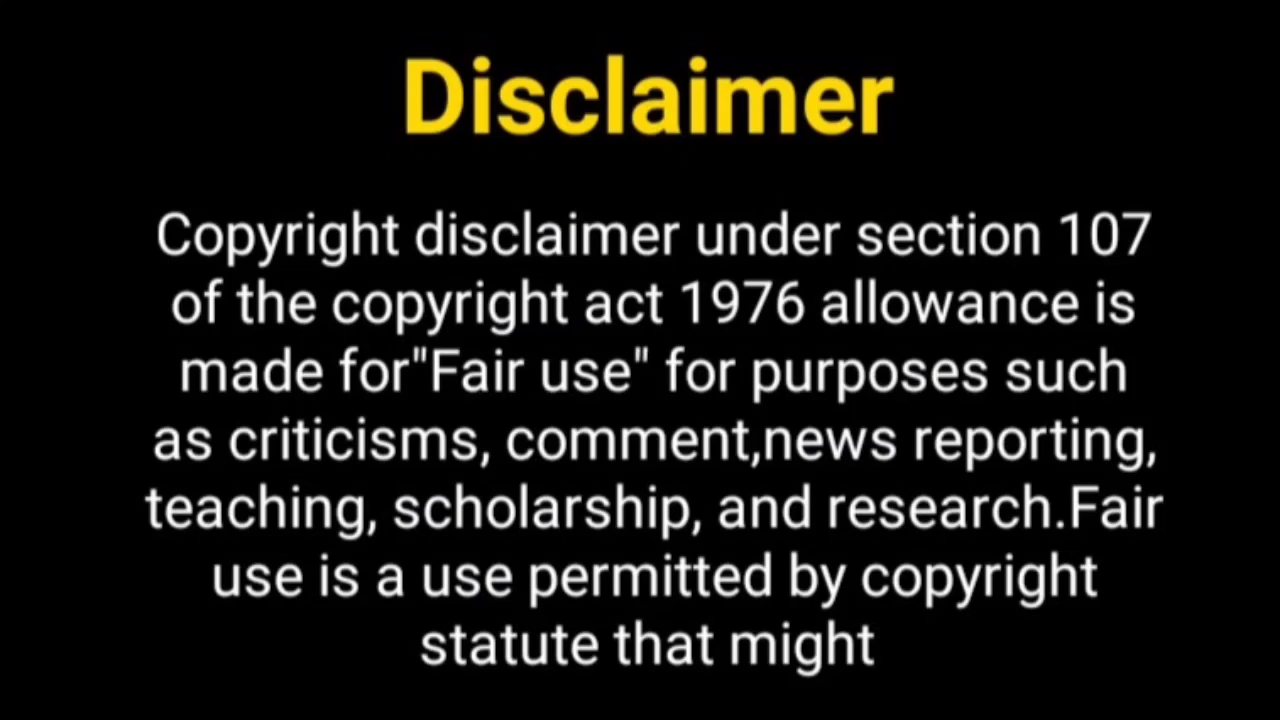 Disclaimer
Copyright disclaimer under section 107
of the copyright act 1976 allowance is
made for"Fair use" for purposes such
as criticisms, comment,news reporting,
teaching, scholarship, and research.Fair
use is a use permitted by copyright
statute that might